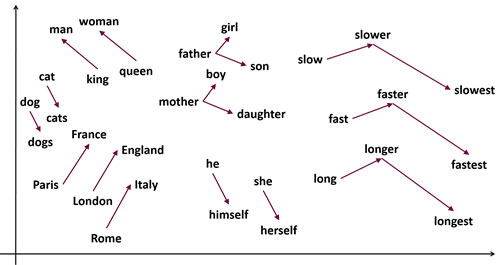 man
woman
king
queen
cat
cats
dog
dogs
France
Paris
England
London
Italy
Rome
girl
father
son
boy
mother
daughter
he
himself
she
herself
slower
slow
slowest
faster
fast
fastest
longer
long
longest